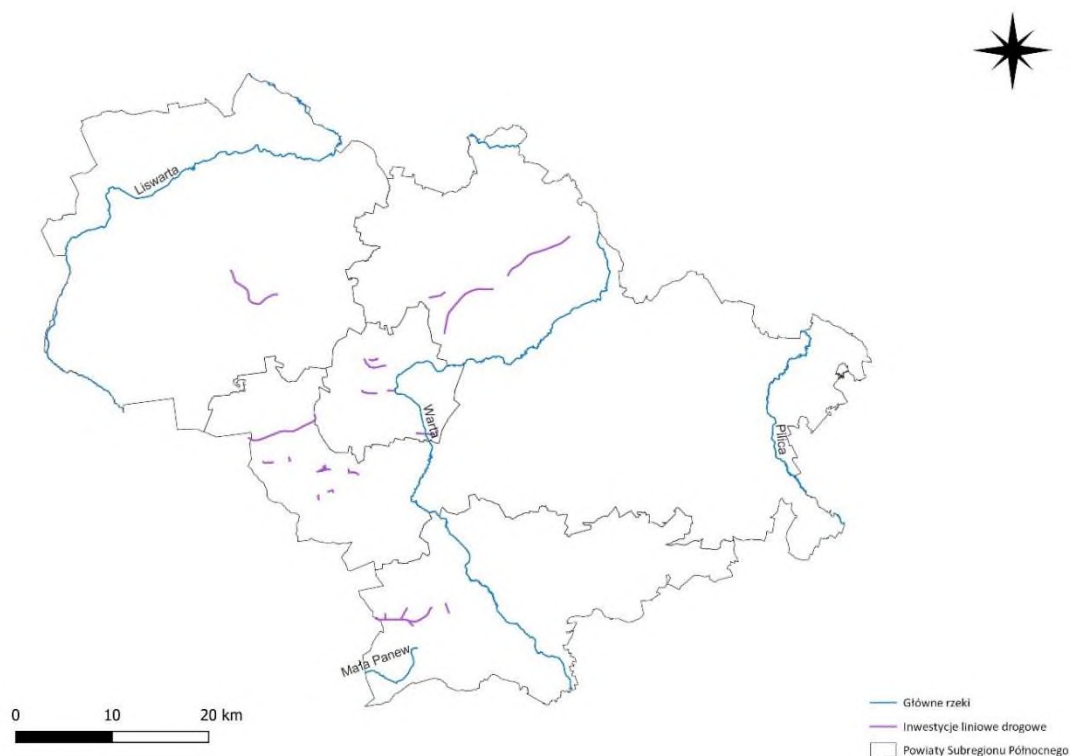 Liswarta
Warta
Pilica
Mała Panew
0 10 20 km
Główne rzeki
Inwestycje liniowe drogowe
Powiaty Subregionu Północnego